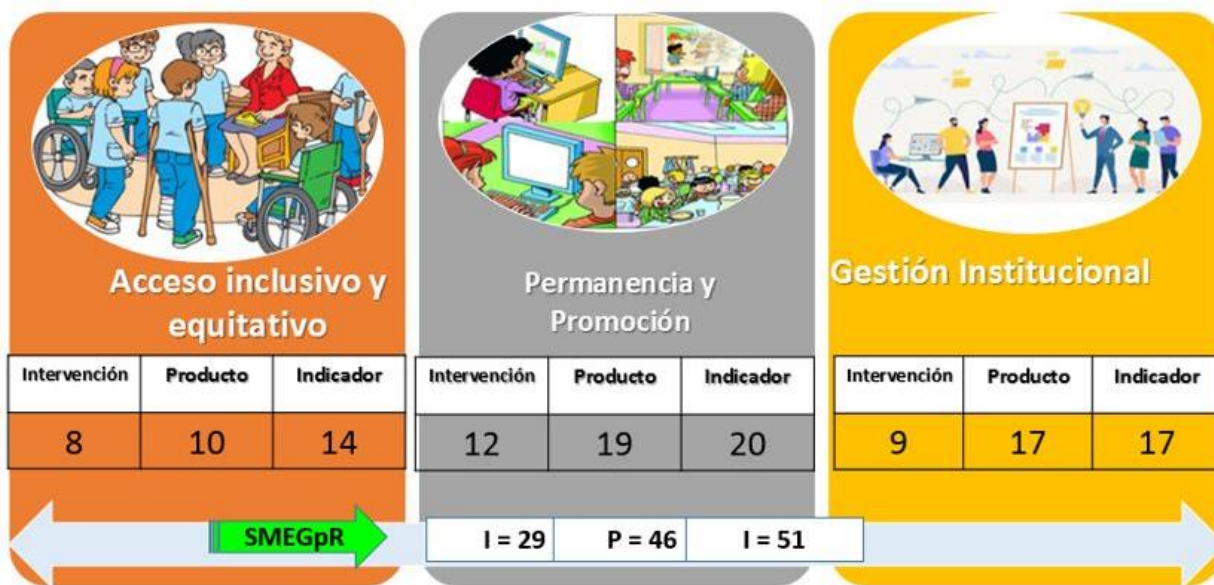 Acceso inclusivo y
equitativo
Intervención Producto Indicador
8 10 14
Permanencia y
Promoción
Intervención Producto Indicador
12 19 20
Gestión Institucional
Intervención Producto Indicador
9 17 17
SMEGpR I = 29 P = 46 I = 51